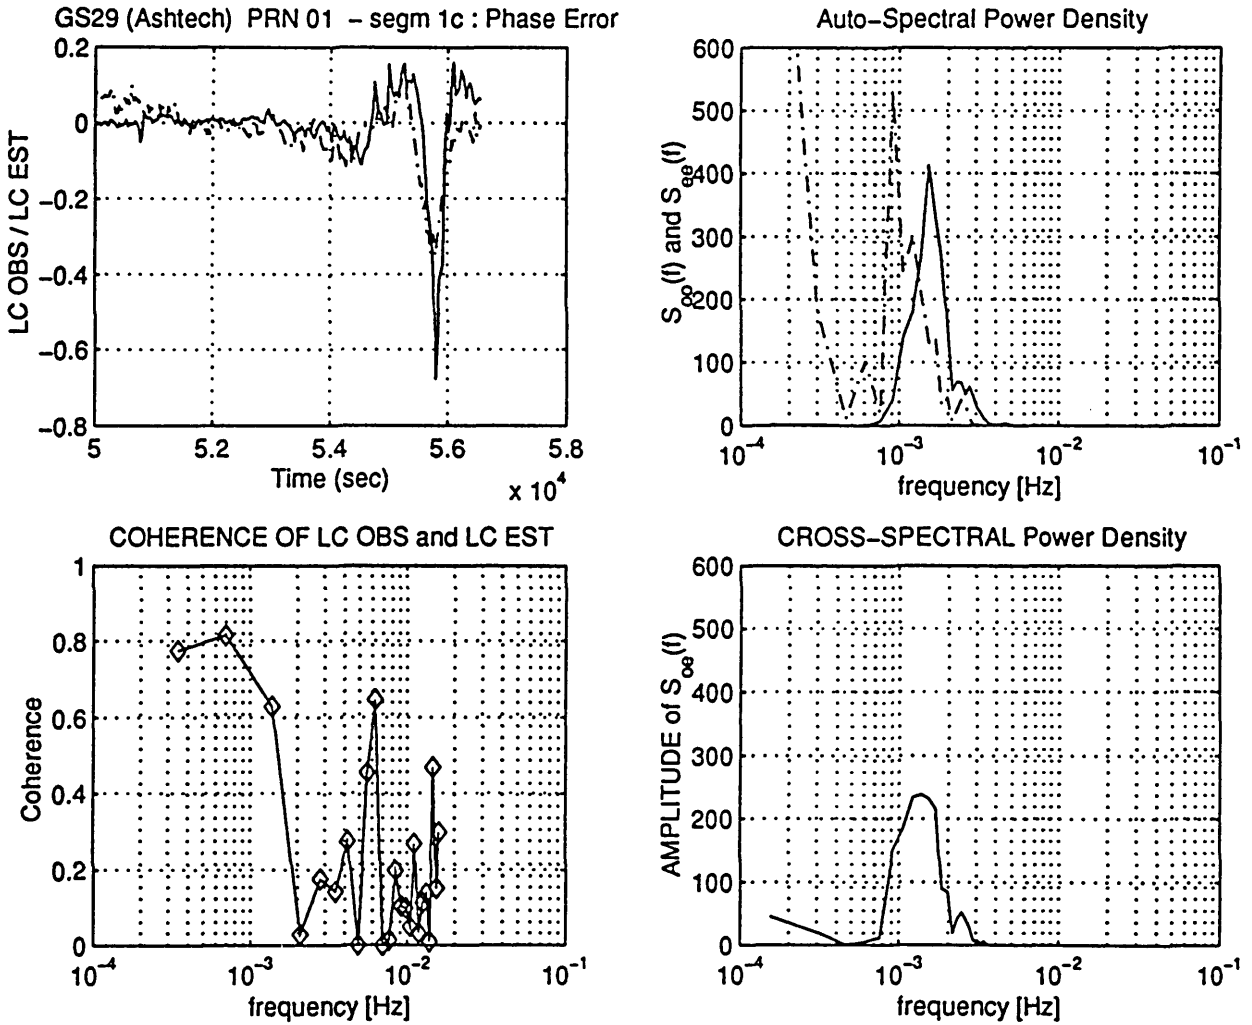 GS29 (Ashtech) PRN 01 – segm 1c : Phase Error
0.2
0
−0.2
−0.4
−0.6
−0.8
LC OBS / LC EST
5 5.2 5.4 5.6 5.8
Time (sec)
x 10^4
Auto–Spectral Power Density
600
500
400
300
200
100
0
S_oo(f) and S_ee(f)
10^−4 10^−3 10^−2 10^−1
frequency [Hz]
COHERENCE OF LC OBS and LC EST
1
0.8
0.6
0.4
0.2
0
Coherence
10^−4 10^−3 10^−2 10^−1
frequency [Hz]
CROSS–SPECTRAL Power Density
600
500
400
300
200
100
0
AMPLITUDE of S_oe(f)
10^−4 10^−3 10^−2 10^−1
frequency [Hz]